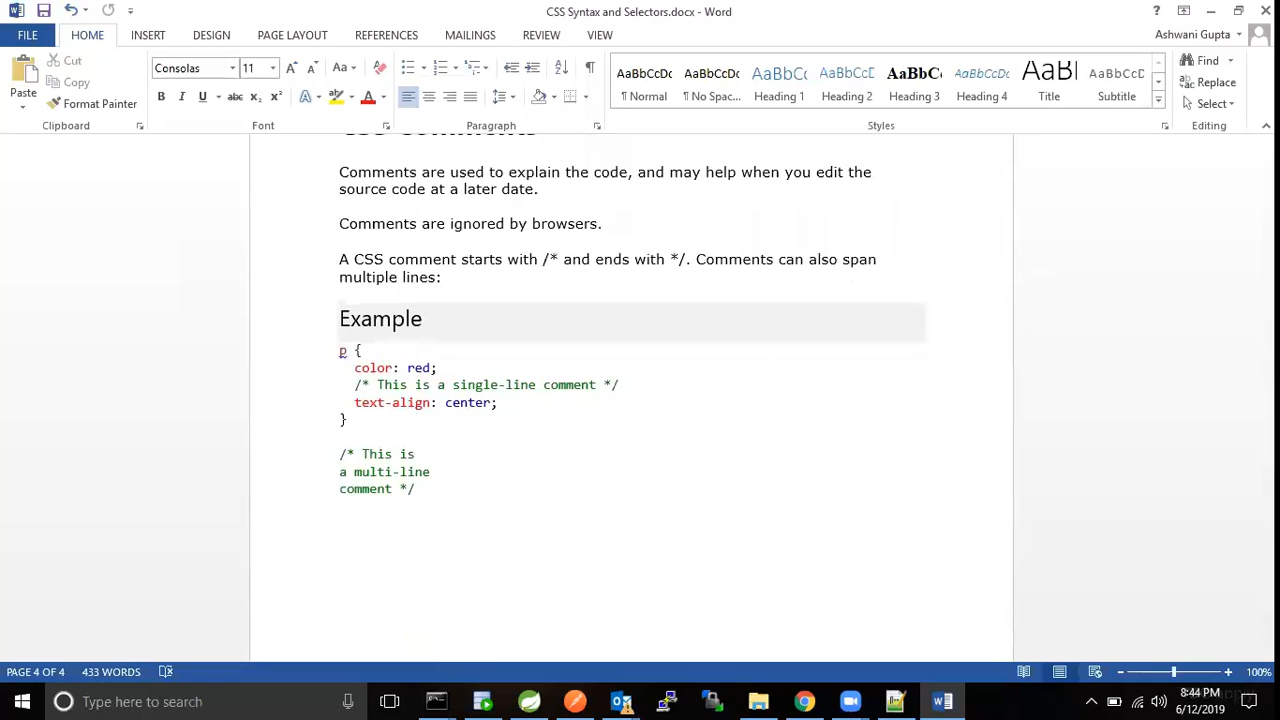 CSS Syntax and Selectors.docx - Word
FILE HOME INSERT DESIGN PAGE LAYOUT REFERENCES MAILINGS REVIEW VIEW Ashwani Gupta
Paste
Cut
Copy
Format Painter
Clipboard
Consolas 11
Font
Paragraph
AaBbCcDc AaBbCcDc AaBbCc AaBbCcD AaBbC AaBbCcD AaBl AaBbCcD
¶ Normal ¶ No Spac... Heading 1 Heading 2 Heading 3 Heading 4 Title Subtitle
Styles
Find
Replace
Select
Editing
CSS Comments
Comments are used to explain the code, and may help when you edit the
source code at a later date.
Comments are ignored by browsers.
A CSS comment starts with /* and ends with */. Comments can also span
multiple lines:
Example
p {
color: red;
/* This is a single-line comment */
text-align: center;
}
/* This is
a multi-line
comment */
PAGE 4 OF 4 433 WORDS 100%
Type here to search
8:44 PM
6/12/2019